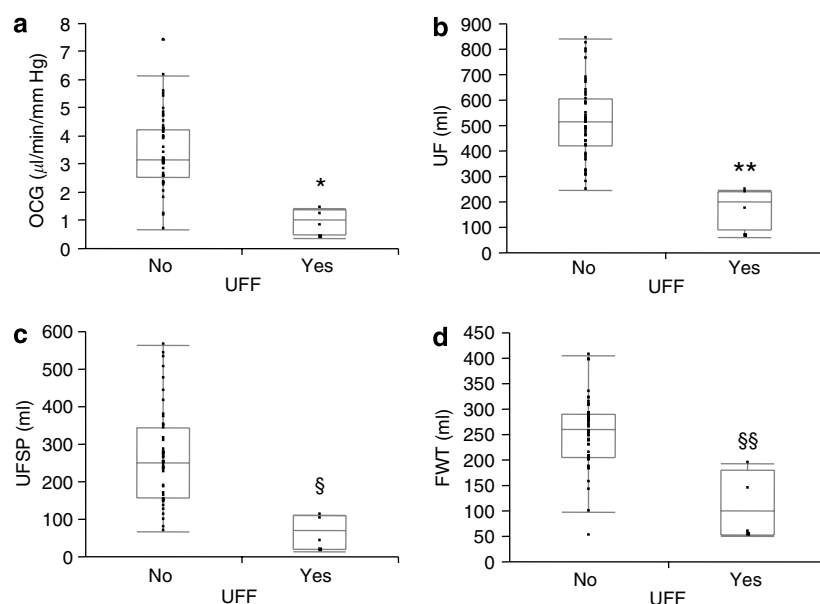 a
OCG (µl/min/mm Hg)
8
7
6
5
4
3
2
1
0
*
No
Yes
UFF
b
UF (ml)
900
800
700
600
500
400
300
200
100
0
**
No
Yes
UFF
c
UFSP (ml)
600
500
400
300
200
100
0
§
No
Yes
UFF
d
FWT (ml)
450
400
350
300
250
200
150
100
50
0
§§
No
Yes
UFF